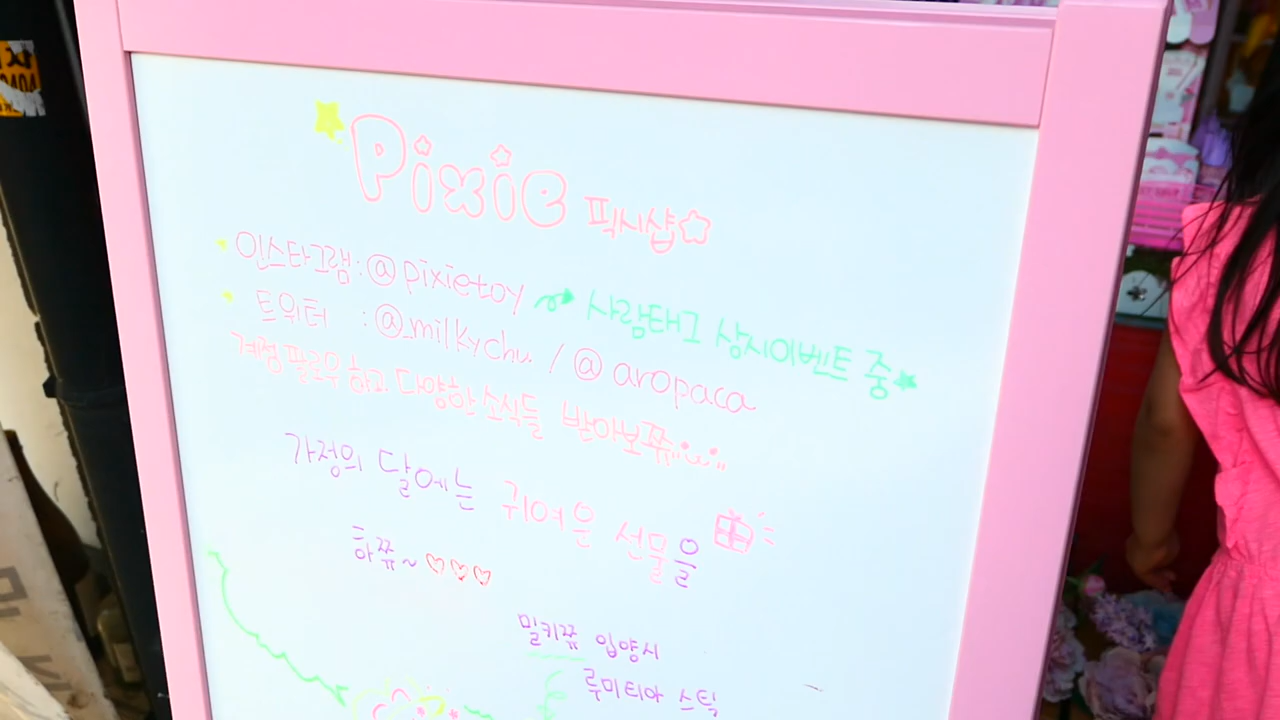 Pixie 픽시샵
인스타그램 : @pixietoy 사람태그 상시이벤트 중
트위터 : @_milkychu / @aropaca
계정 팔로우 하고 다양한 소식들 받아보쮸
가정의 달에는 귀여운 선물을
하쮸~ ♡♡♡
밀키쮸 입양시
루미티아 스틱